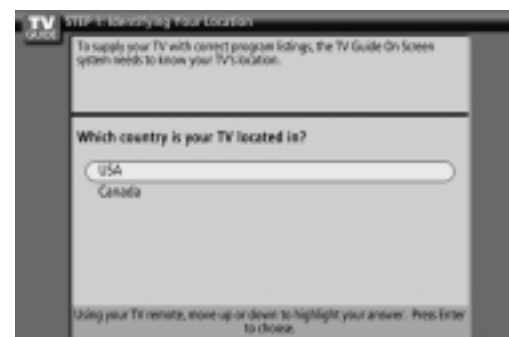 TV
GUIDE
STEP 1: Identifying Your Location
To supply your TV with correct program listings, the TV Guide On Screen
system needs to know your TV's location.
Which country is your TV located in?
USA
Canada
Using your TV remote, move up or down to highlight your answer. Press Enter
to choose.